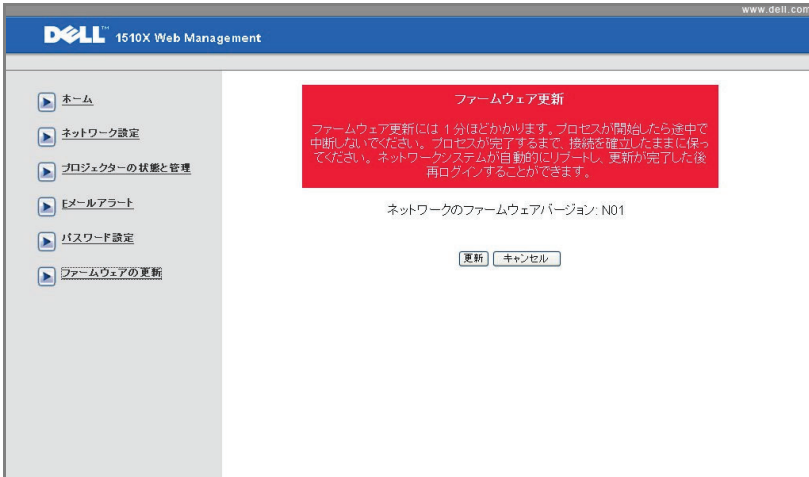 www.dell.com
DELL™ 1510X Web Management
ホーム
ネットワーク設定
プロジェクターの状態と管理
Eメールアラート
パスワード設定
ファームウェアの更新
ファームウェア更新
ファームウェア更新には 1 分ほどかかります。プロセスが開始したら途中で
中断しないでください。プロセスが完了するまで、接続を確立したままに保っ
てください。ネットワークシステムが自動的にリブートし、更新が完了した後
再ログインすることができます。
ネットワークのファームウェアバージョン: N01
更新 キャンセル